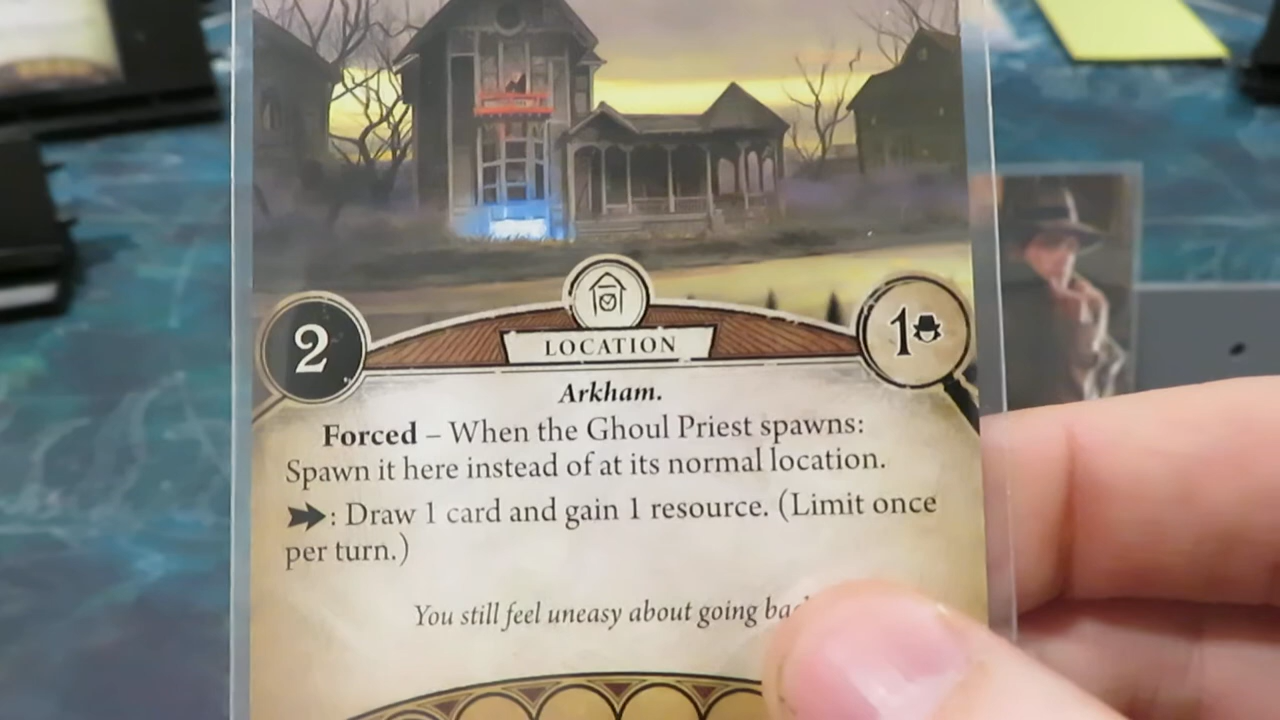 2
LOCATION
1
Arkham.
Forced – When the Ghoul Priest spawns:
Spawn it here instead of at its normal location.
: Draw 1 card and gain 1 resource. (Limit once
per turn.)
You still feel uneasy about going